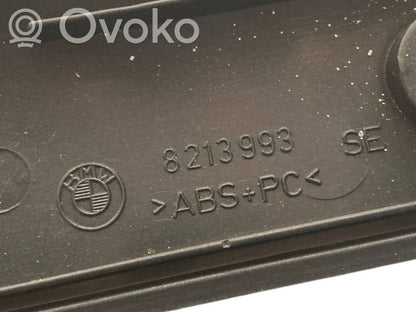 Ovoko
8213993 SE
BMW
>ABS+PC<